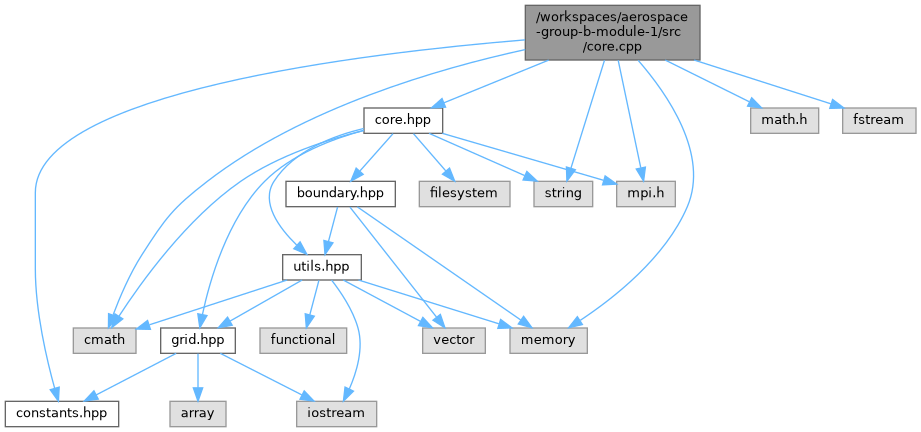 /workspaces/aerospace
-group-b-module-1/src
/core.cpp
core.hpp
math.h
fstream
boundary.hpp
filesystem
string
mpi.h
utils.hpp
cmath
grid.hpp
functional
vector
memory
constants.hpp
array
iostream